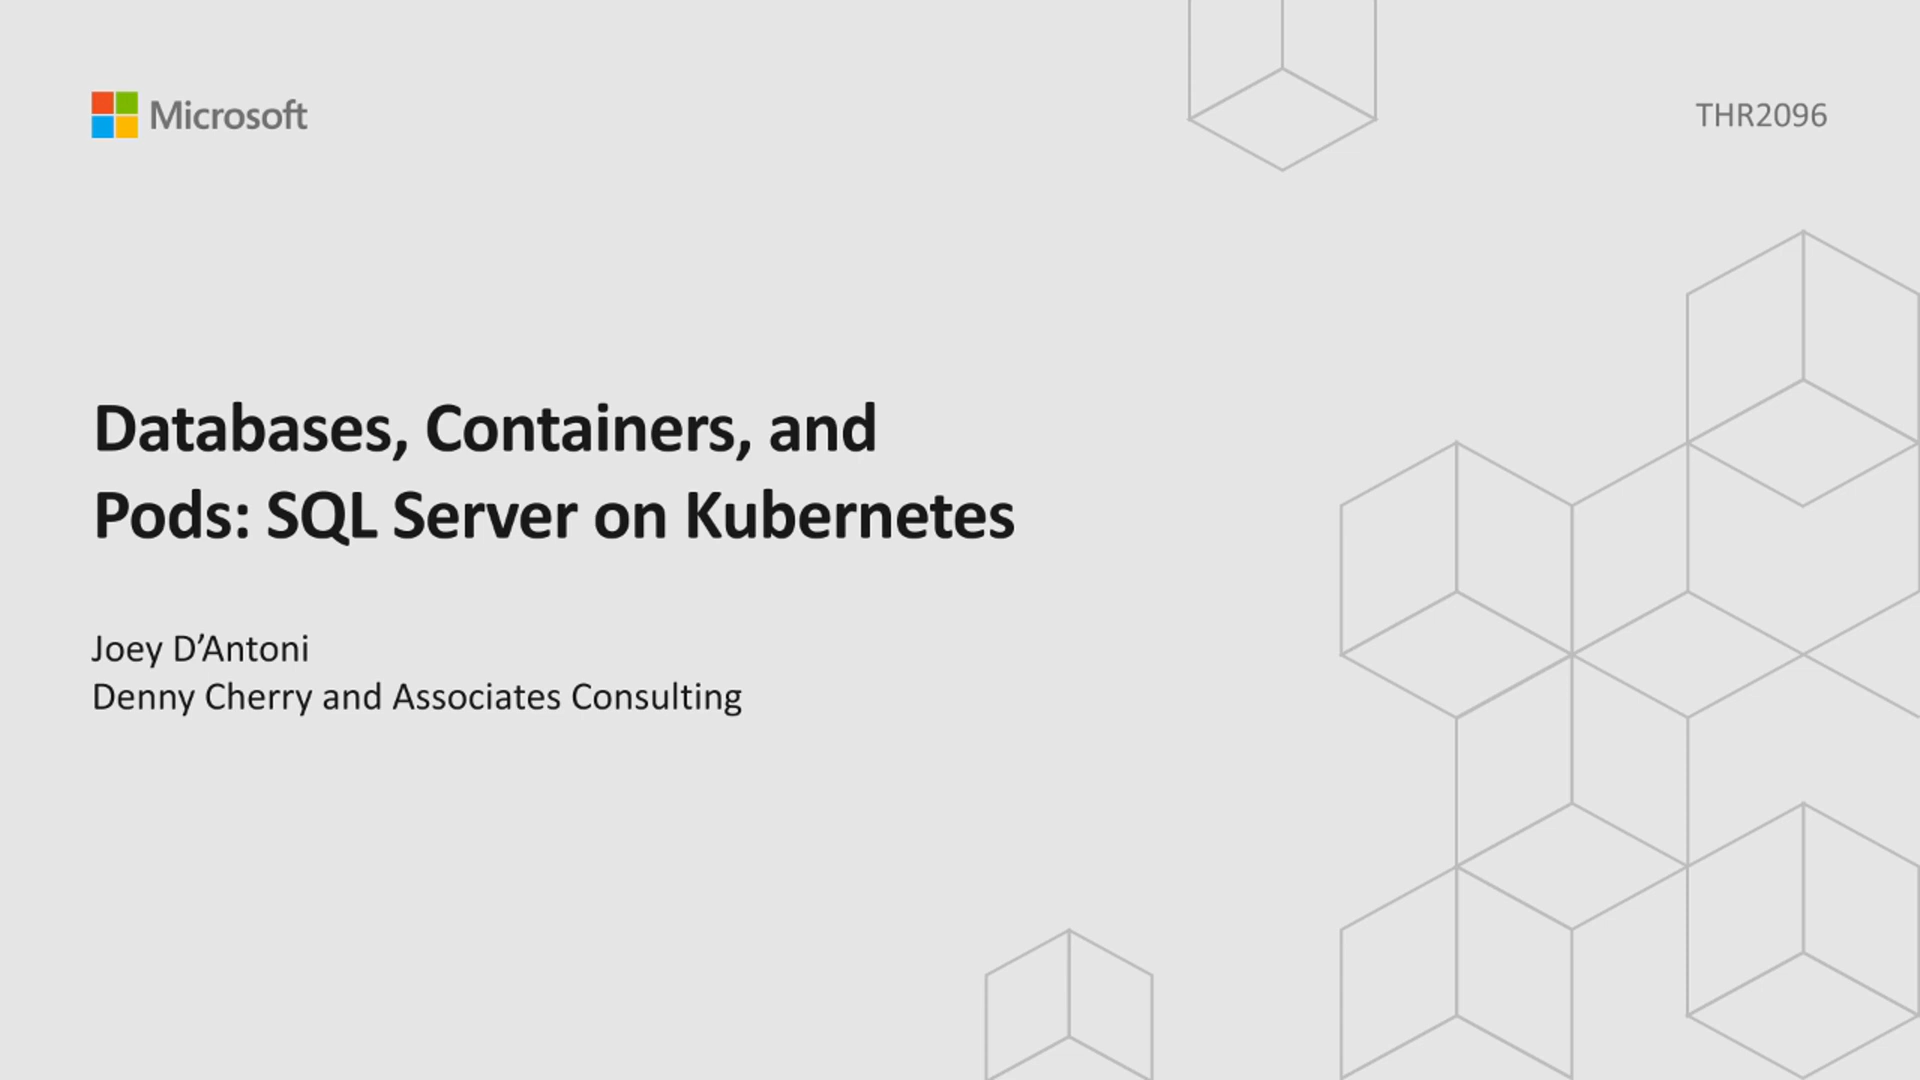 Microsoft
THR2096
Databases, Containers, and
Pods: SQL Server on Kubernetes
Joey D’Antoni
Denny Cherry and Associates Consulting